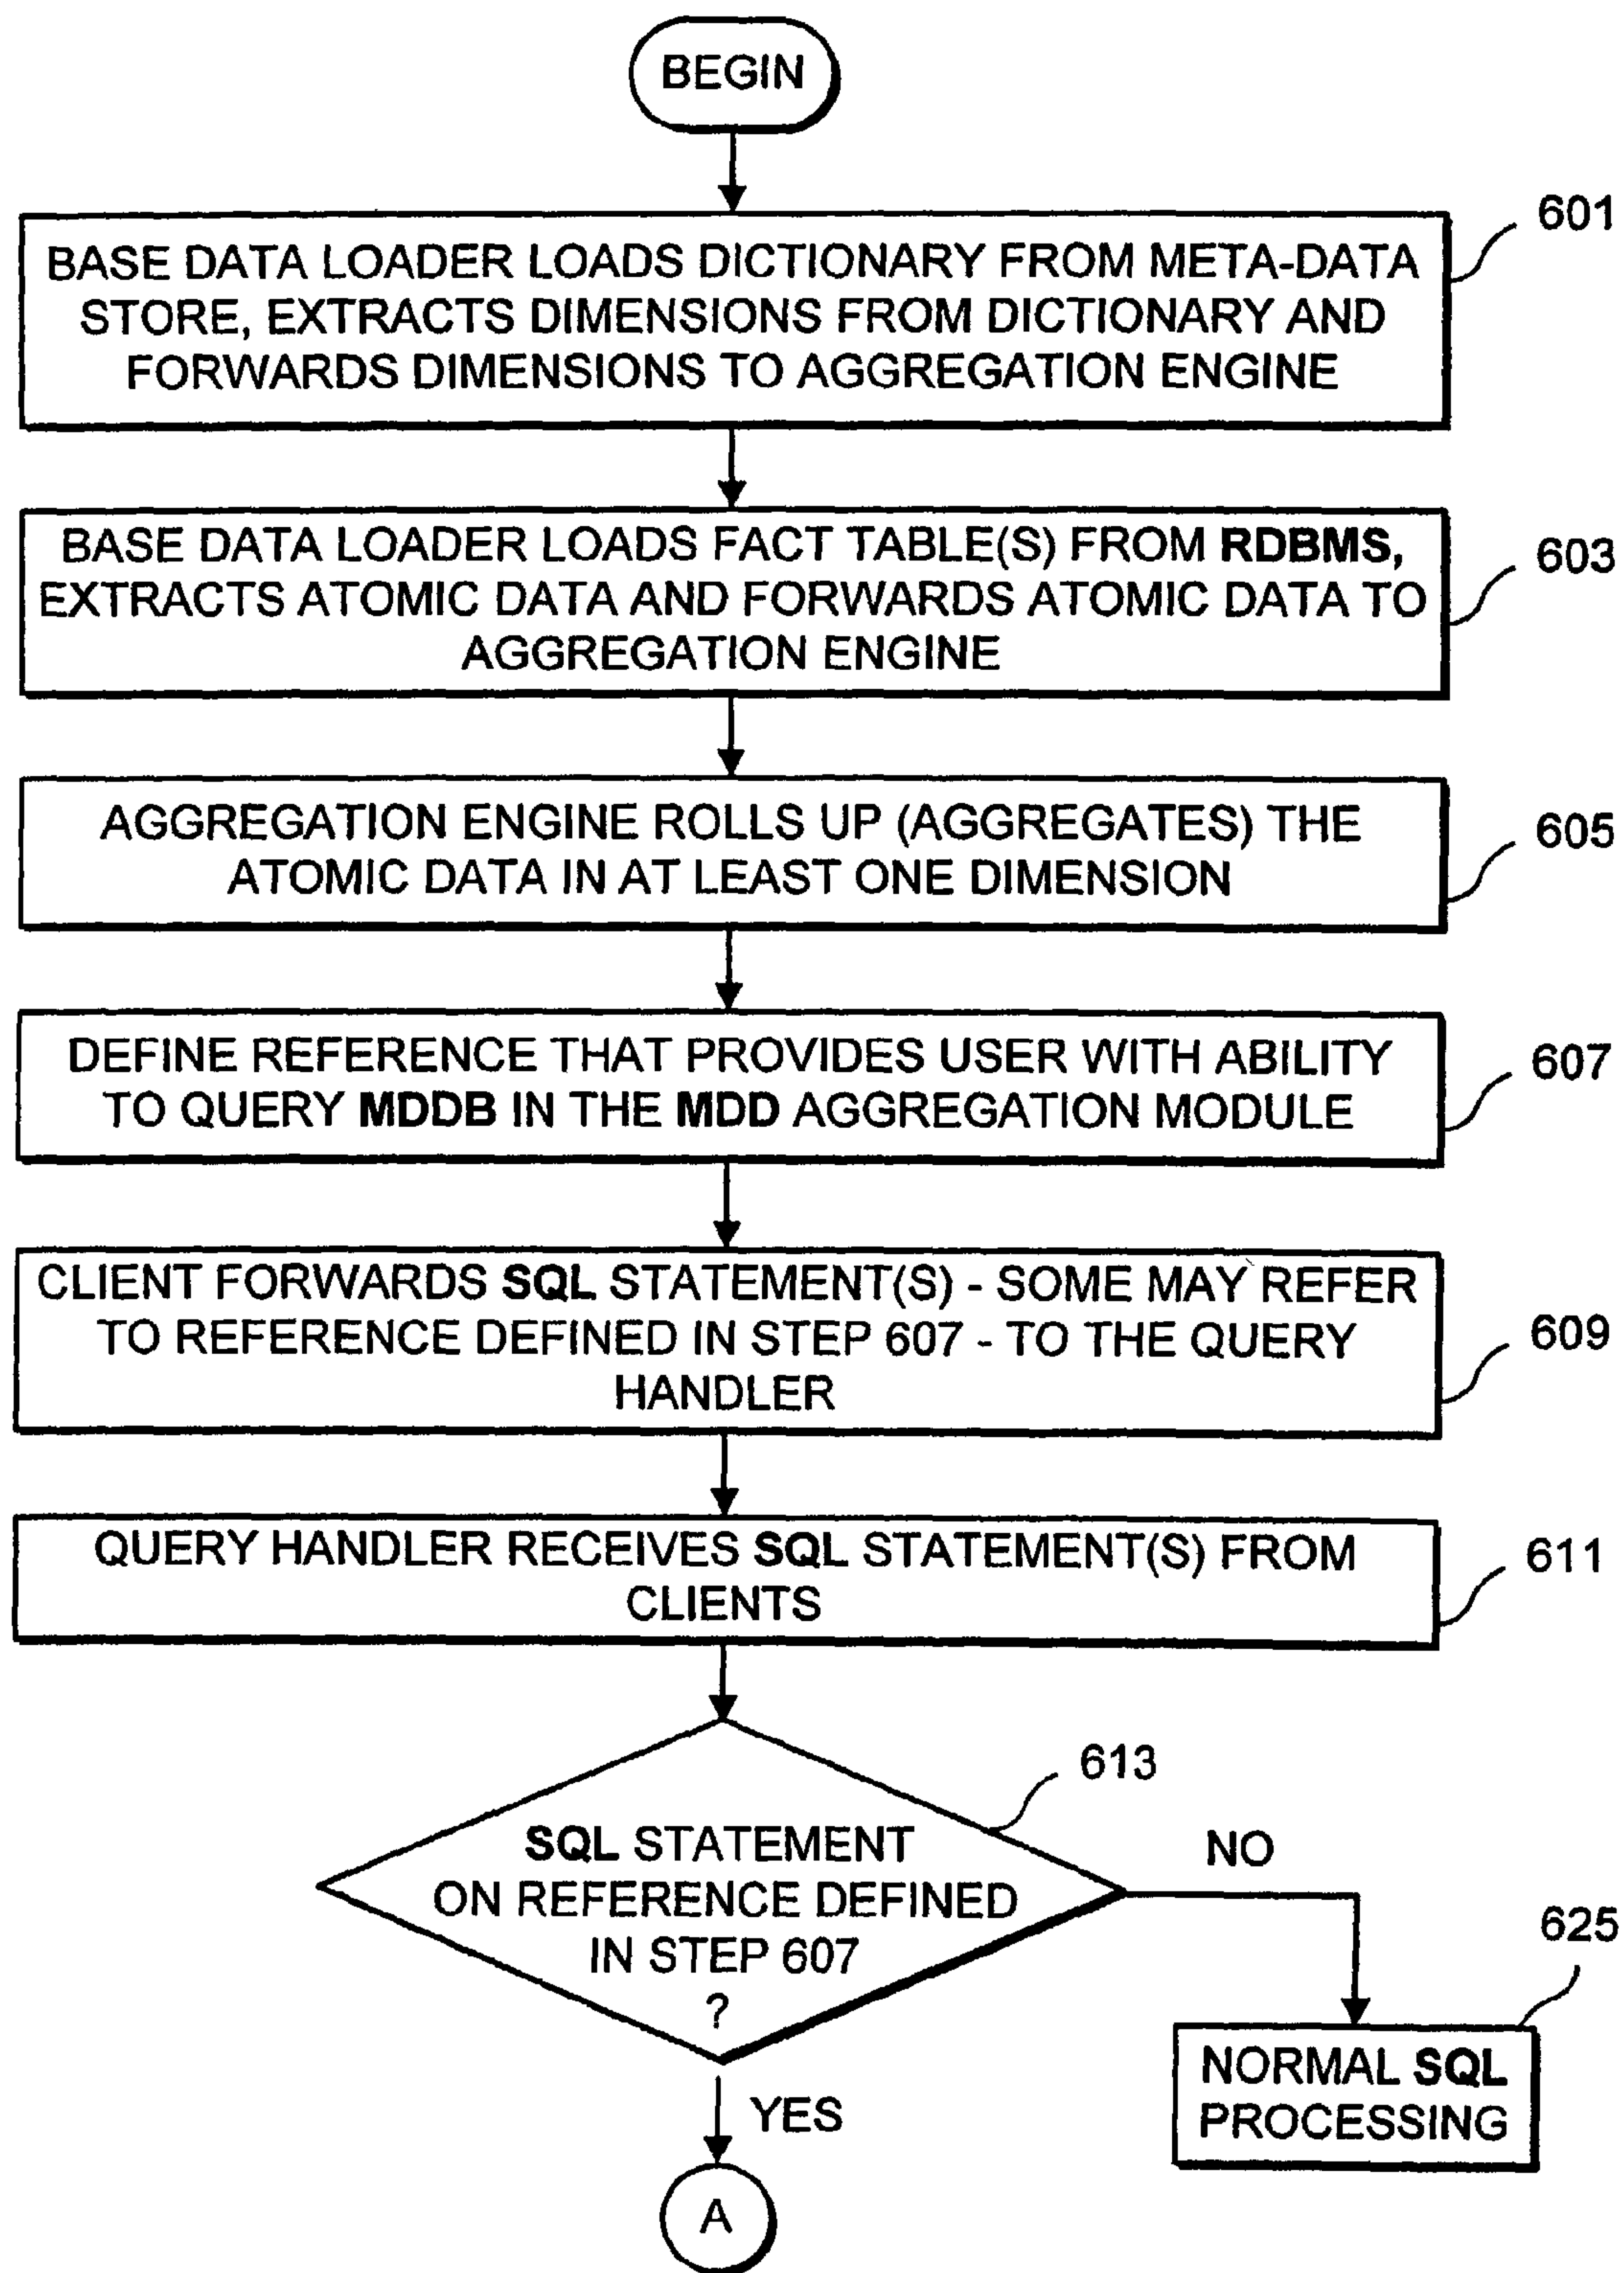 BEGIN
601
BASE DATA LOADER LOADS DICTIONARY FROM META-DATA
STORE, EXTRACTS DIMENSIONS FROM DICTIONARY AND
FORWARDS DIMENSIONS TO AGGREGATION ENGINE
BASE DATA LOADER LOADS FACT TABLE(S) FROM RDBMS,
603
EXTRACTS ATOMIC DATA AND FORWARDS ATOMIC DATA TO
AGGREGATION ENGINE
AGGREGATION ENGINE ROLLS UP (AGGREGATES) THE
605
ATOMIC DATA IN AT LEAST ONE DIMENSION
DEFINE REFERENCE THAT PROVIDES USER WITH ABILITY
607
TO QUERY MDDB IN THE MDD AGGREGATION MODULE
CLIENT FORWARDS SQL STATEMENT(S) - SOME MAY REFER
TO REFERENCE DEFINED IN STEP 607 - TO THE QUERY
609
HANDLER
QUERY HANDLER RECEIVES SQL STATEMENT(S) FROM
611
CLIENTS
613
SQL STATEMENT
ON REFERENCE DEFINED
IN STEP 607
?
NO
625
NORMAL SQL
PROCESSING
YES
A